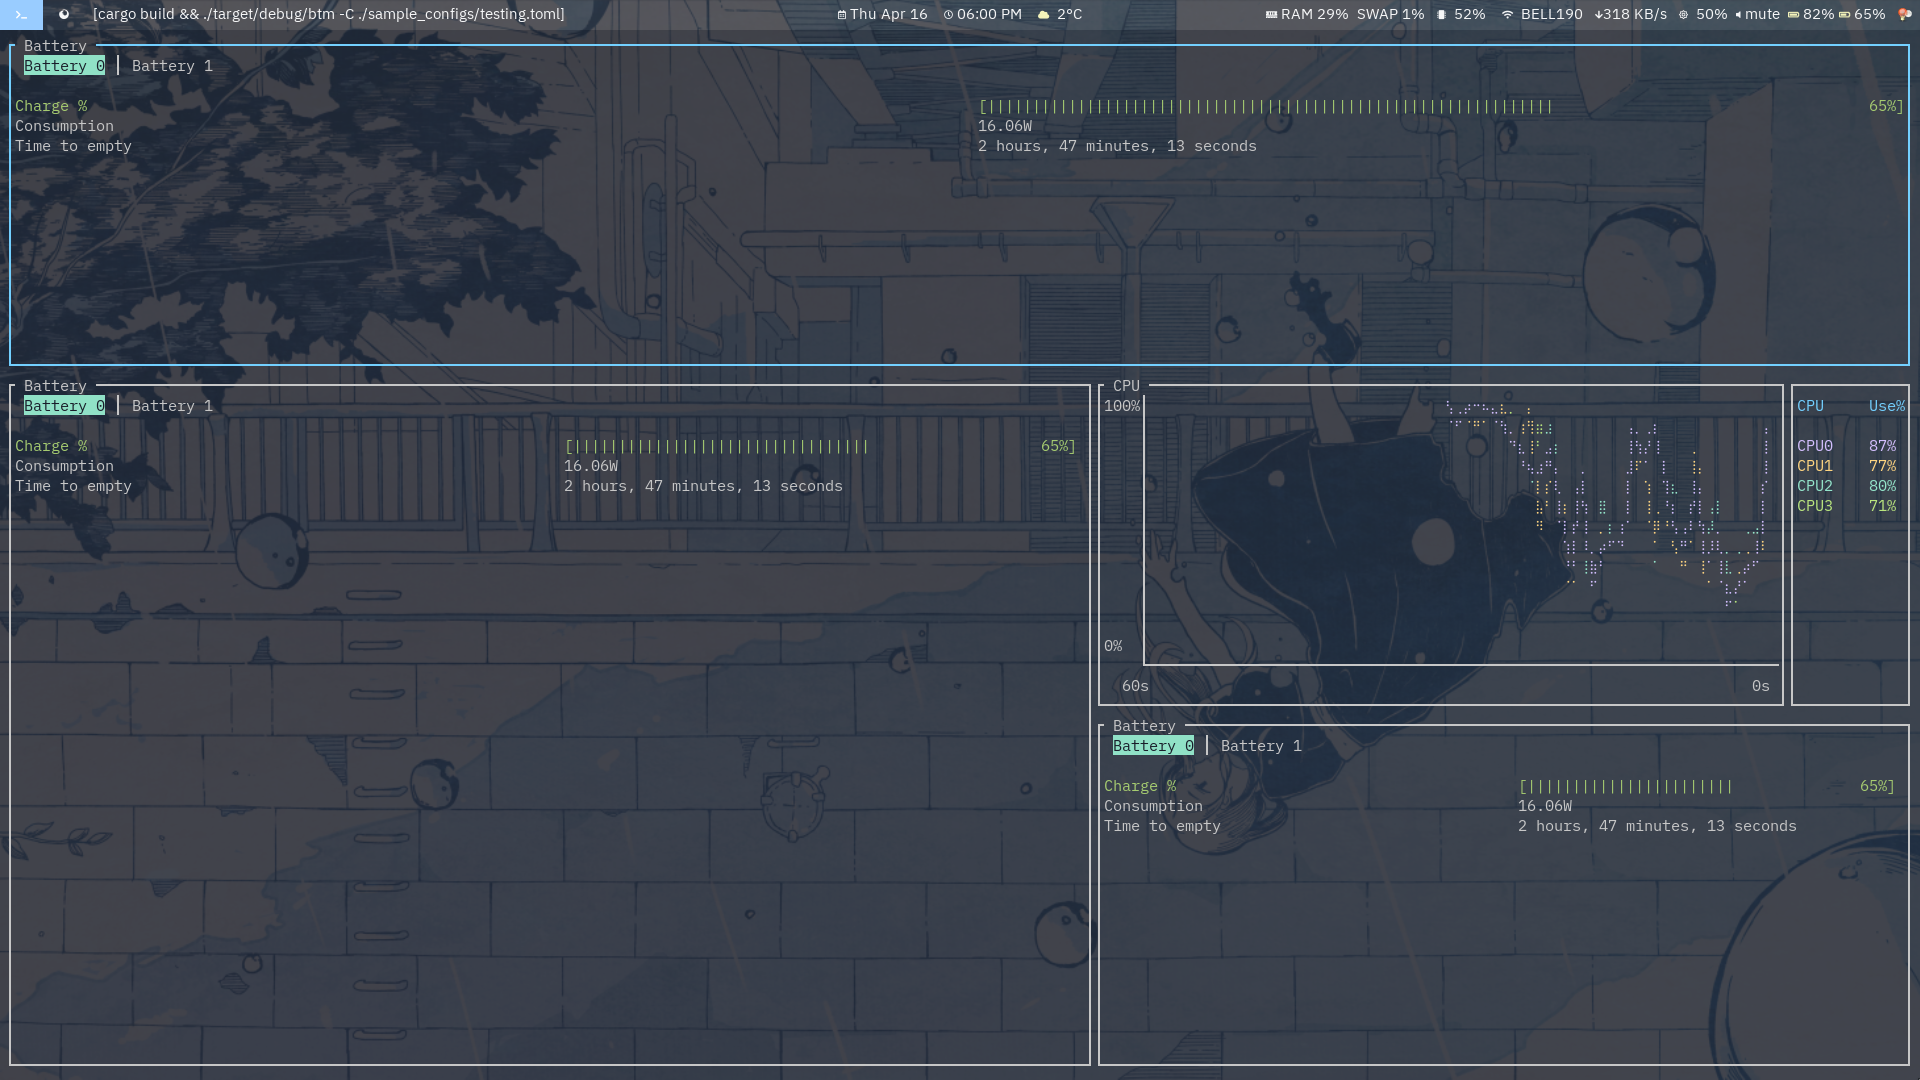 [cargo build && ./target/debug/btm -C ./sample_configs/testing.toml] Thu Apr 16 06:00 PM 2°C RAM 29% SWAP 1% 52% BELL190 318 KB/s 50% mute 82% 65%
Battery
Battery 0 | Battery 1
Charge % [||||||||||||||||||||||||||||||||||||||||||||||||||||||||||||||| 65%]
Consumption 16.06W
Time to empty 2 hours, 47 minutes, 13 seconds
Battery
Battery 0 | Battery 1
Charge % [||||||||||||||||||||||||||||||||| 65%]
Consumption 16.06W
Time to empty 2 hours, 47 minutes, 13 seconds
CPU
100%
0%
60s 0s
CPU Use%
CPU0 87%
CPU1 77%
CPU2 80%
CPU3 71%
Battery
Battery 0 | Battery 1
Charge % [||||||||||||||||||||||| 65%]
Consumption 16.06W
Time to empty 2 hours, 47 minutes, 13 seconds